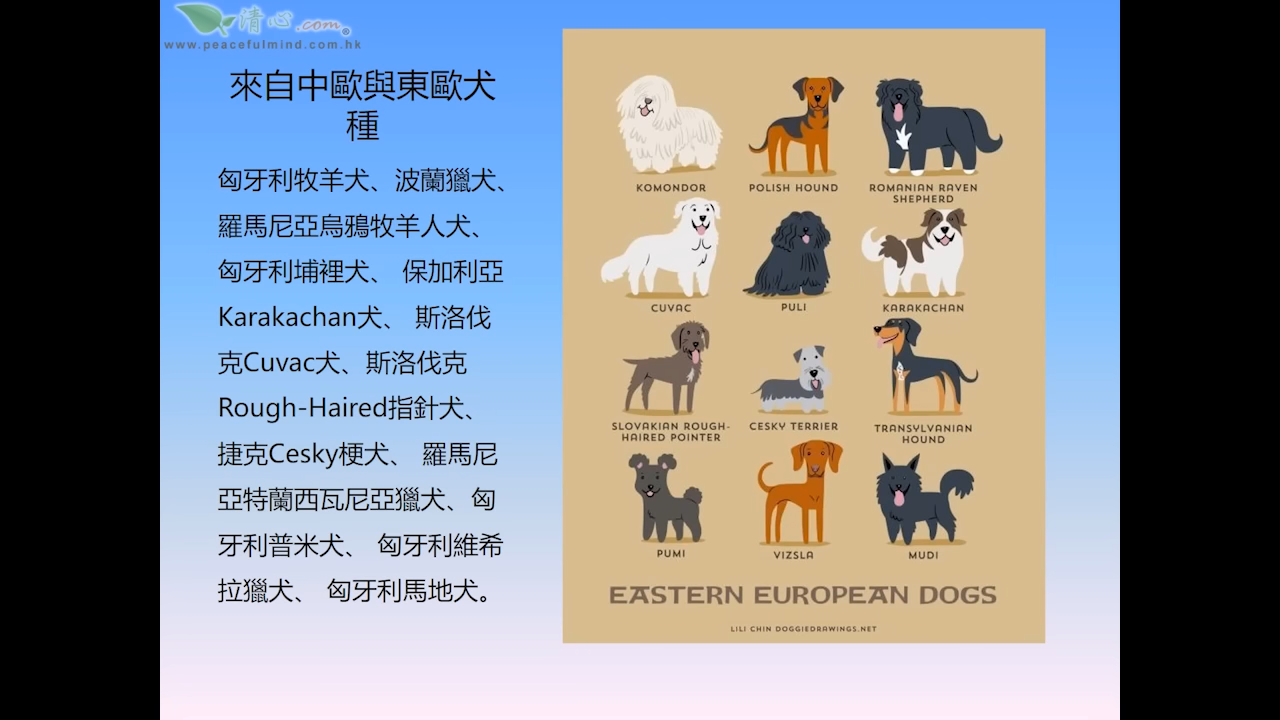 清心.com®
www.peacefulmind.com.hk
來自中歐與東歐犬
種
匈牙利牧羊犬、波蘭獵犬、
羅馬尼亞烏鴉牧羊人犬、
匈牙利埔裡犬、 保加利亞
Karakachan犬、 斯洛伐
克Cuvac犬、斯洛伐克
Rough-Haired指針犬、
捷克Cesky梗犬、 羅馬尼
亞特蘭西瓦尼亞獵犬、匈
牙利普米犬、 匈牙利維希
拉獵犬、 匈牙利馬地犬。
KOMONDOR
POLISH HOUND
ROMANIAN RAVEN
SHEPHERD
CUVAC
PULI
KARAKACHAN
SLOVAKIAN ROUGH-
HAIRED POINTER
CESKY TERRIER
TRANSYLVANIAN
HOUND
PUMI
VIZSLA
MUDI
EASTERN EUROPEAN DOGS
LILI CHIN DOGGIEDRAWINGS.NET